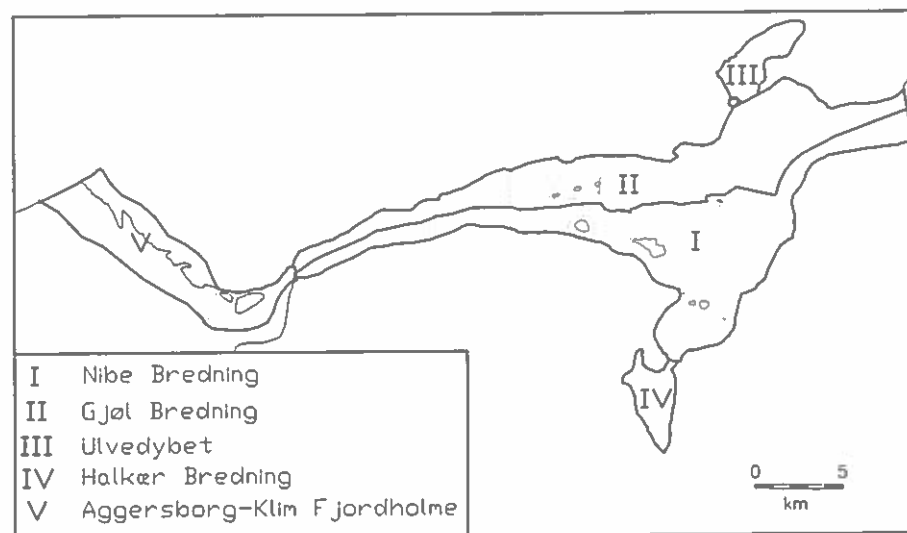 III
II
I
V
IV
I Nibe Bredning
II Gjøl Bredning
III Ulvedybet
IV Halkær Bredning
V Aggersborg-Klim Fjordholme
0 5
km